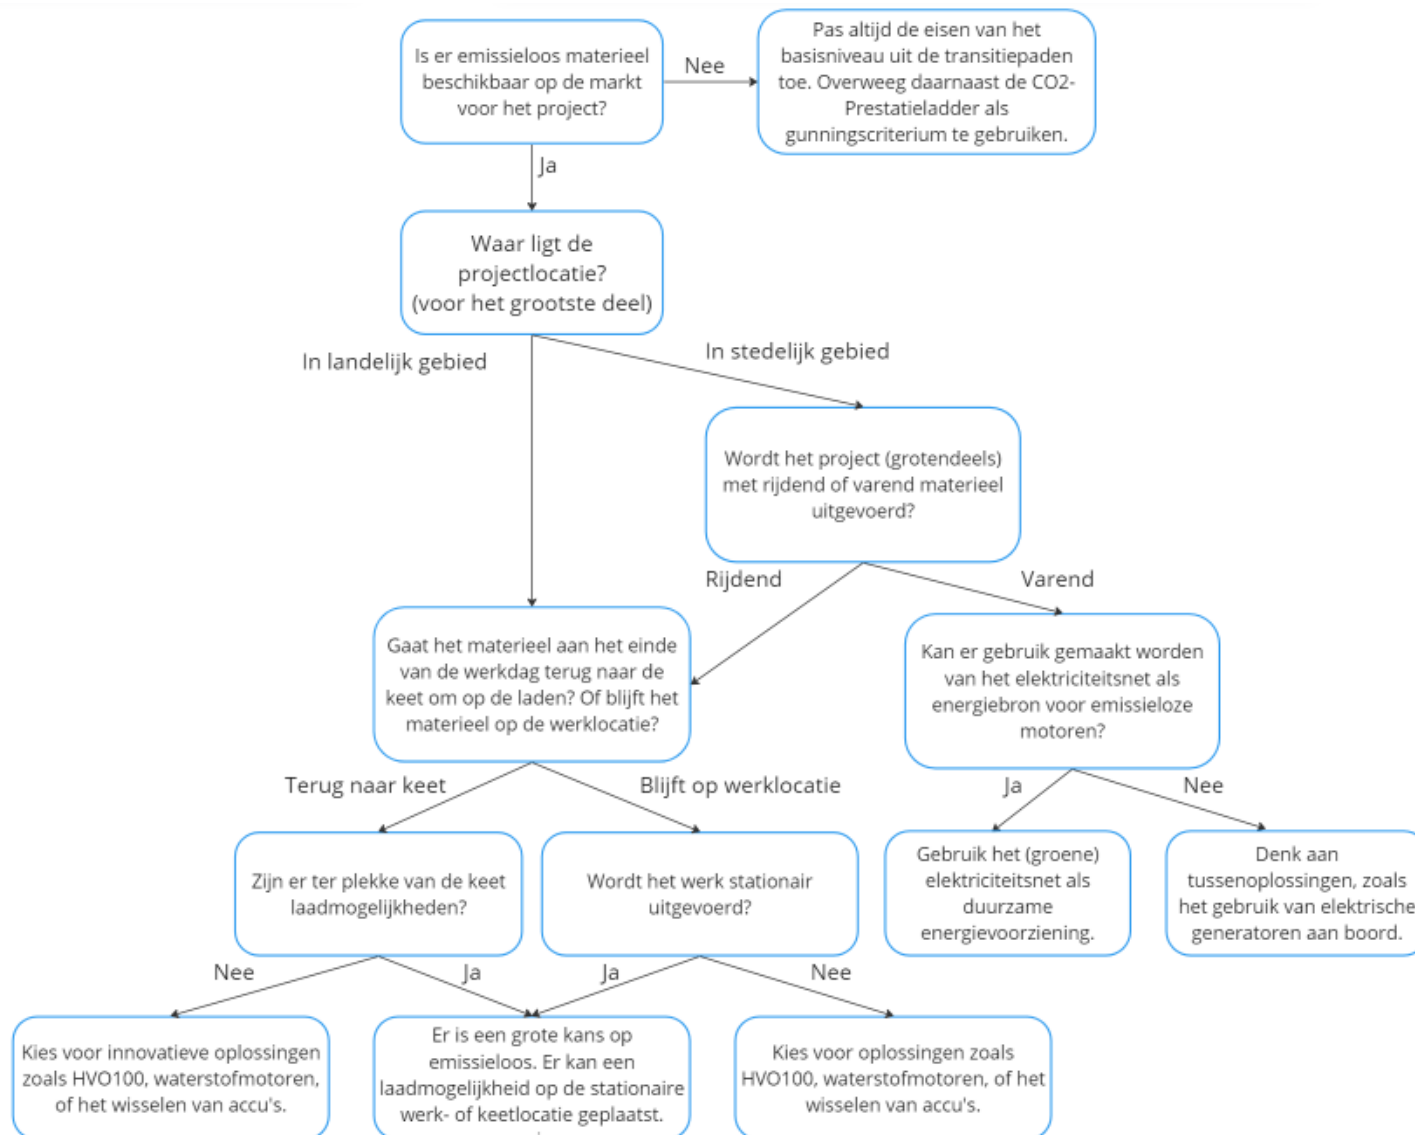 Is er emissieloos materieel
beschikbaar op de markt
voor het project?
Nee
Pas altijd de eisen van het
basisniveau uit de transitiepaden
toe. Overweeg daarnaast de CO2-
Prestatieladder als
gunningscriterium te gebruiken.
Ja
Waar ligt de
projectlocatie?
(voor het grootste deel)
In landelijk gebied
In stedelijk gebied
Wordt het project (grotendeels)
met rijdend of varend materieel
uitgevoerd?
Rijdend
Varend
Gaat het materieel aan het einde
van de werkdag terug naar de
keet om op de laden? Of blijft het
materieel op de werklocatie?
Kan er gebruik gemaakt worden
van het elektriciteitsnet als
energiebron voor emissieloze
motoren?
Terug naar keet
Blijft op werklocatie
Ja
Nee
Zijn er ter plekke van de keet
laadmogelijkheden?
Wordt het werk stationair
uitgevoerd?
Gebruik het (groene)
elektriciteitsnet als
duurzame
energievoorziening.
Denk aan
tussenoplossingen, zoals
het gebruik van elektrische
generatoren aan boord.
Nee
Ja
Ja
Nee
Kies voor innovatieve oplossingen
zoals HVO100, waterstofmotoren,
of het wisselen van accu's.
Er is een grote kans op
emissieloos. Er kan een
laadmogelijkheid op de stationaire
werk- of keetlocatie geplaatst.
Kies voor oplossingen zoals
HVO100, waterstofmotoren, of het
wisselen van accu's.